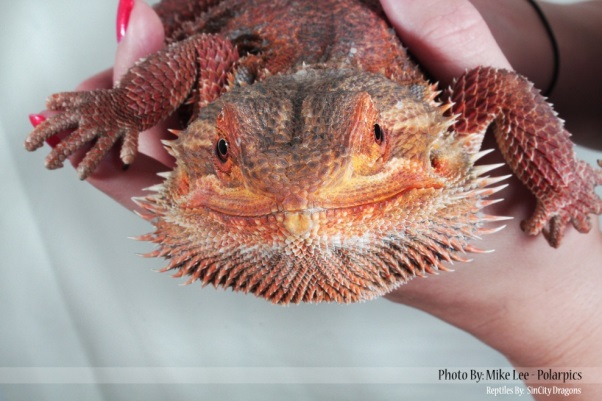 Photo By: Mike Lee - Polarpics
Reptiles By: SinCity Dragons